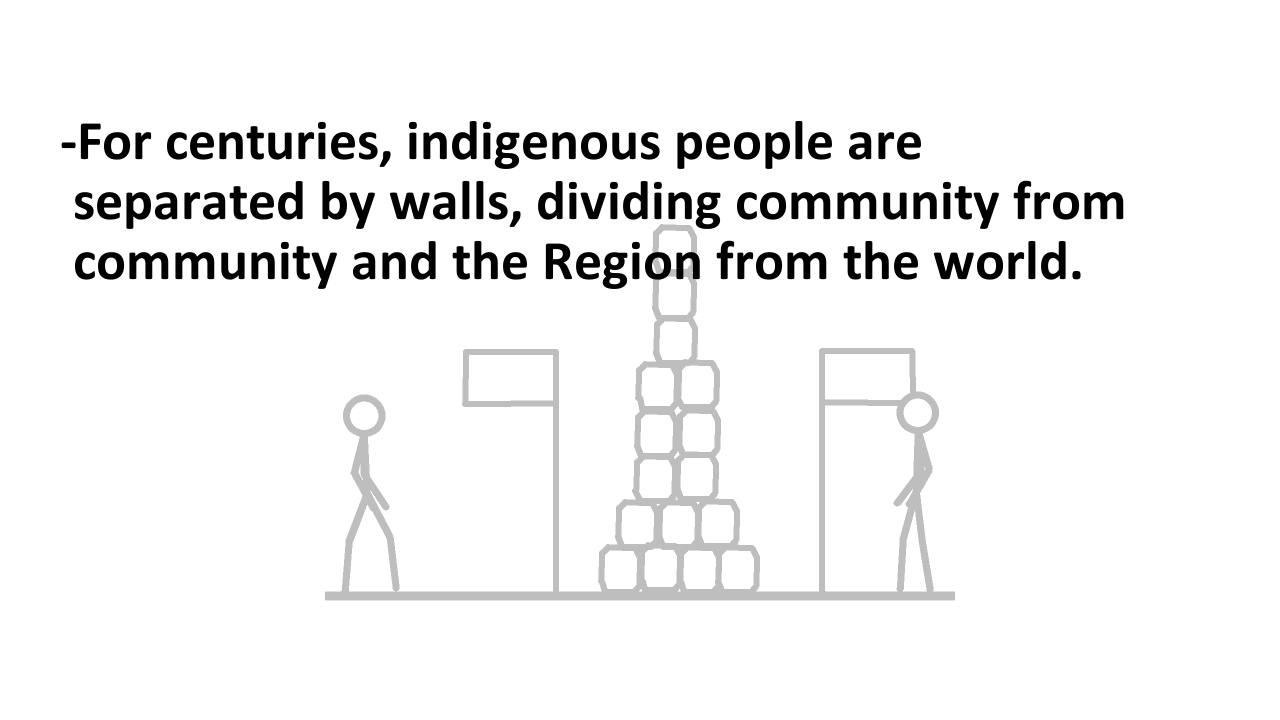 -For centuries, indigenous people are
separated by walls, dividing community from
community and the Region from the world.